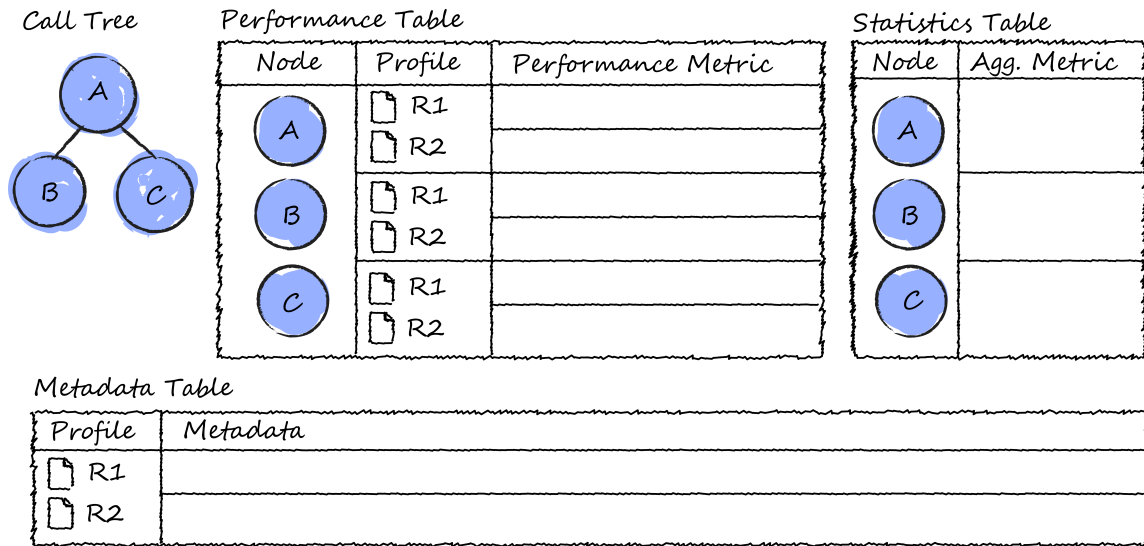 Call Tree
A
B
C
Performance Table
Node Profile Performance Metric
A
R1
R2
B
R1
R2
C
R1
R2
Statistics Table
Node Agg. Metric
A
B
C
Metadata Table
Profile Metadata
R1
R2